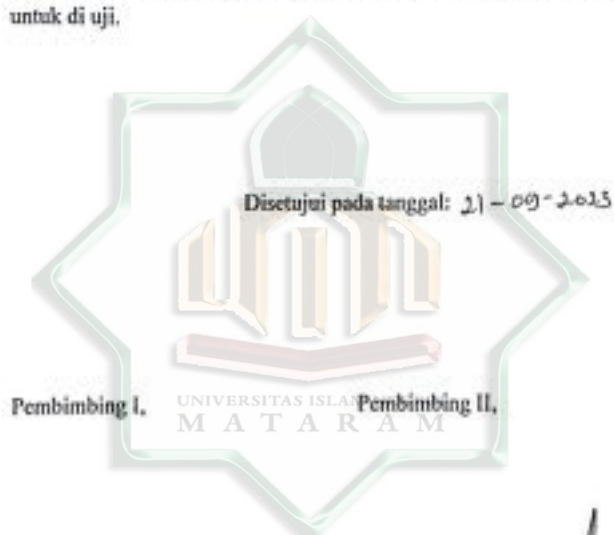 untuk di uji.
Disetujui pada tanggal: 21 - 09 - 2023
Pembimbing I,
Pembimbing II,
UNIVERSITAS ISLAM
MATARAM